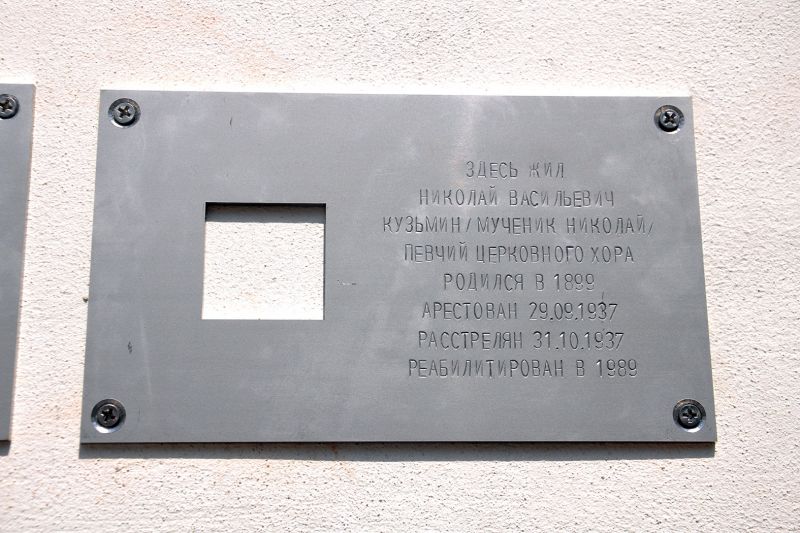 ЗДЕСЬ ЖИЛ
НИКОЛАЙ ВАСИЛЬЕВИЧ
КУЗЬМИН/МУЧЕНИК НИКОЛАЙ/
ПЕВЧИЙ ЦЕРКОВНОГО ХОРА
РОДИЛСЯ В 1899
АРЕСТОВАН 29.09.1937
РАССТРЕЛЯН 31.10.1937
РЕАБИЛИТИРОВАН В 1989